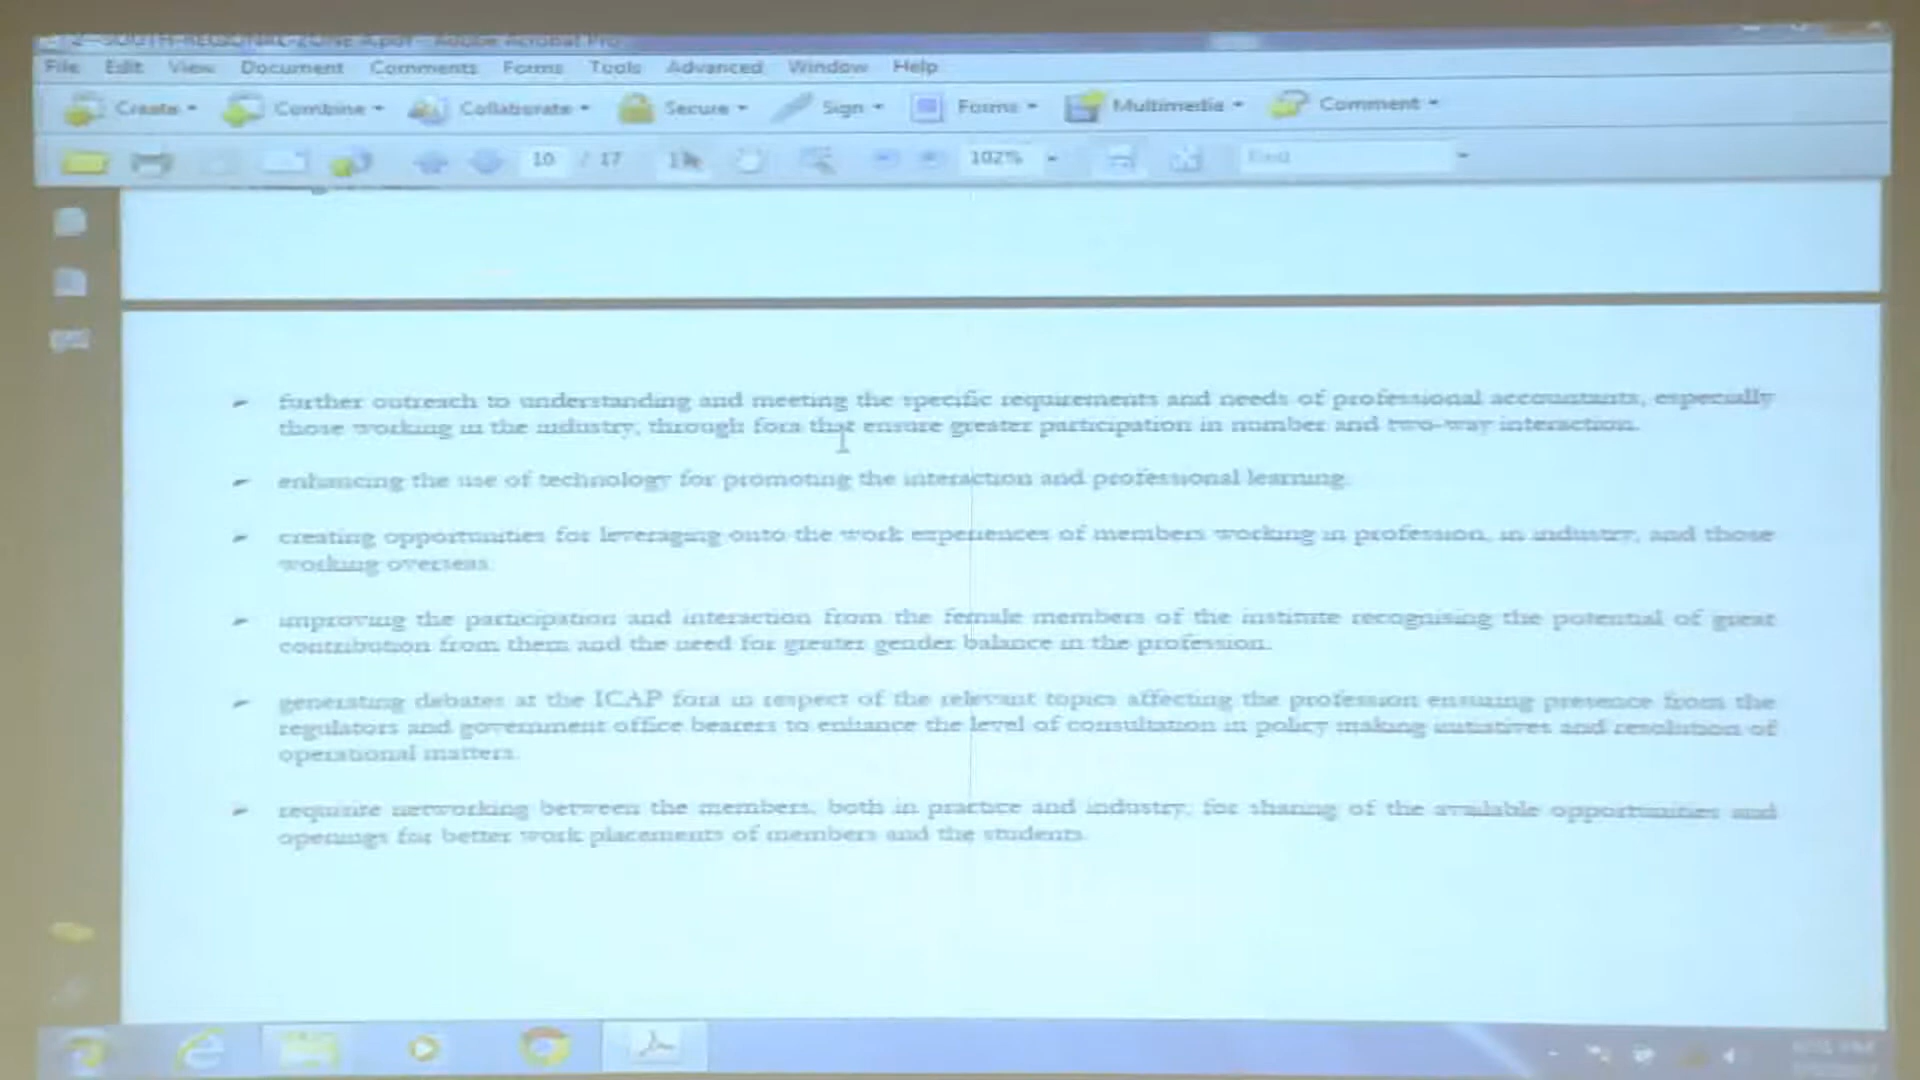 2--SOUTH-REGIONAL-ZONE A.pdf - Adobe Acrobat Pro
File Edit View Document Comments Forms Tools Advanced Window Help
Create Combine Collaborate Secure Sign Forms Multimedia Comment
10 / 17 102% Find
further outreach to understanding and meeting the specific requirements and needs of professional accountants, especially
those working in the industry, through fora that ensure greater participation in number and two-way interaction.
enhancing the use of technology for promoting the interaction and professional learning.
creating opportunities for leveraging onto the work experiences of members working in profession, in industry, and those
working overseas.
improving the participation and interaction from the female members of the institute recognising the potential of great
contribution from them and the need for greater gender balance in the profession.
generating debates at the ICAP fora in respect of the relevant topics affecting the profession ensuring presence from the
regulators and government office bearers to enhance the level of consultation in policy making initiatives and resolution of
operational matters.
requisite networking between the members, both in practice and industry, for sharing of the available opportunities and
openings for better work placements of members and the students.